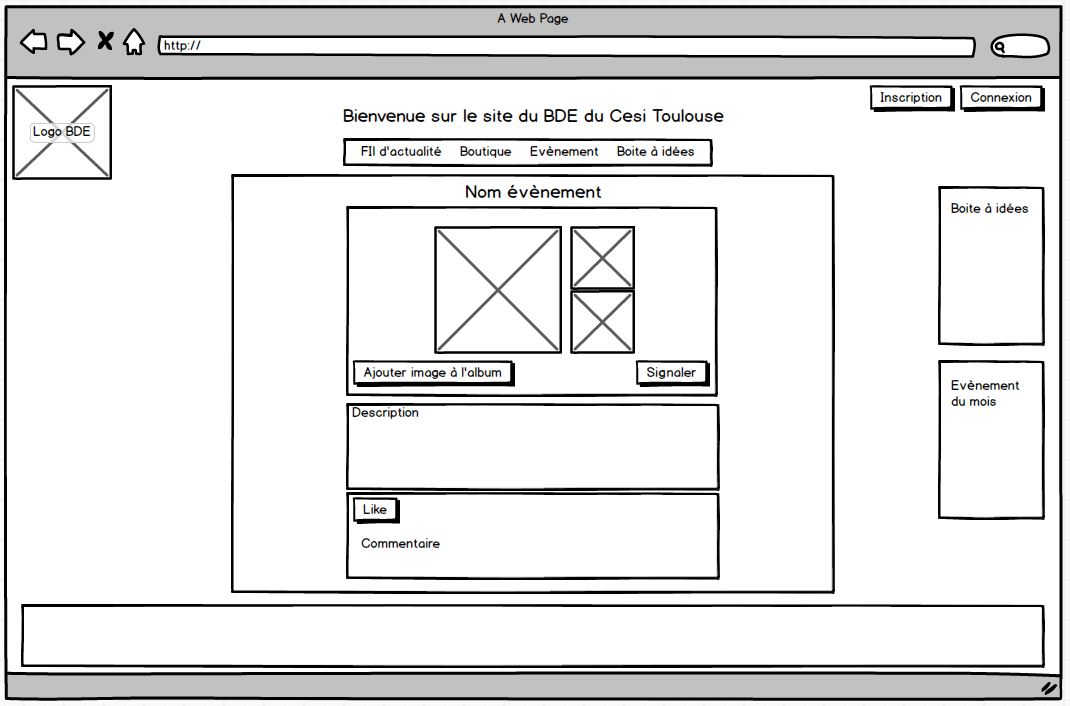 A Web Page
http://
Inscription
Connexion
Logo BDE
Bienvenue sur le site du BDE du Cesi Toulouse
FIl d'actualité
Boutique
Evènement
Boite à idées
Nom évènement
Boite à idées
Ajouter image à l'album
Signaler
Evènement
du mois
Description
Like
Commentaire